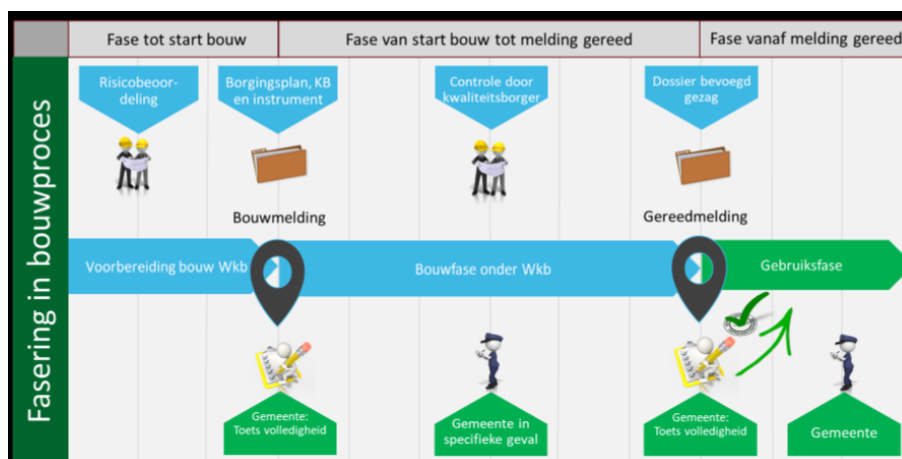 Fase tot start bouw
Fase van start bouw tot melding gereed
Fase vanaf melding gereed
Fasering in bouwproces
Risicobeoor-
deling
Borgingsplan, KB
en instrument
Controle door
kwaliteitsborger
Dossier bevoegd
gezag
Bouwmelding
Gereedmelding
Voorbereiding bouw Wkb
Bouwfase onder Wkb
Gebruiksfase
Gemeente:
Toets volledigheid
Gemeente in
specifieke geval
Gemeente:
Toets volledigheid
Gemeente